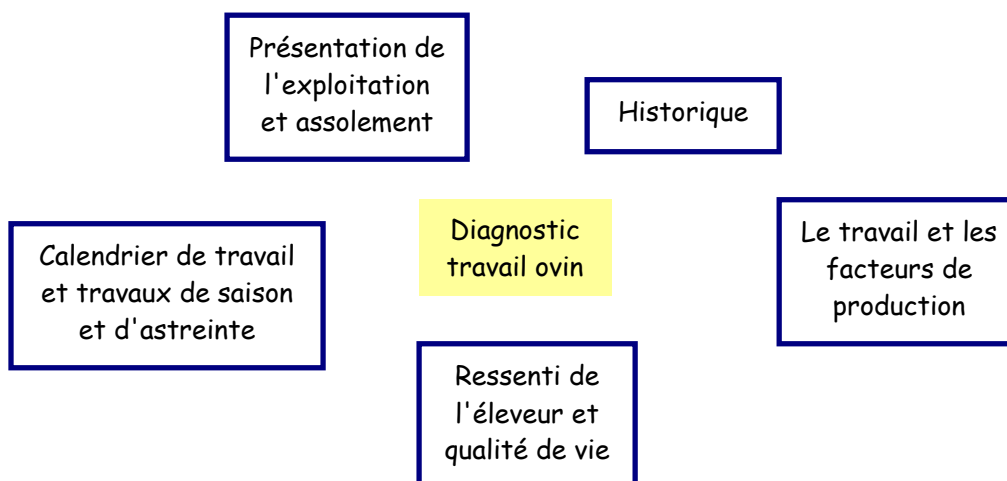 Présentation de
l'exploitation
et assolement
Historique
Diagnostic
travail ovin
Le travail et les
facteurs de
production
Calendrier de travail
et travaux de saison
et d'astreinte
Ressenti de
l'éleveur et
qualité de vie